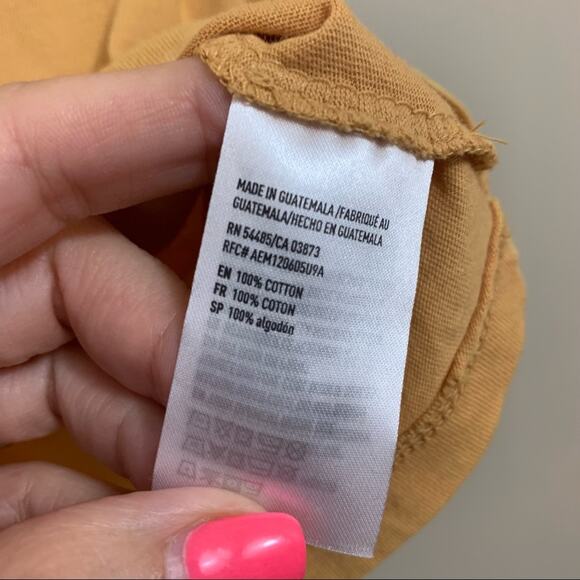 MADE IN GUATEMALA/FABRIQUÉ AU
GUATEMALA/HECHO EN GUATEMALA
RN 54485/CA 03873
RFC# AEM120605U9A
EN 100% COTTON
FR 100% COTON
SP 100% algodón